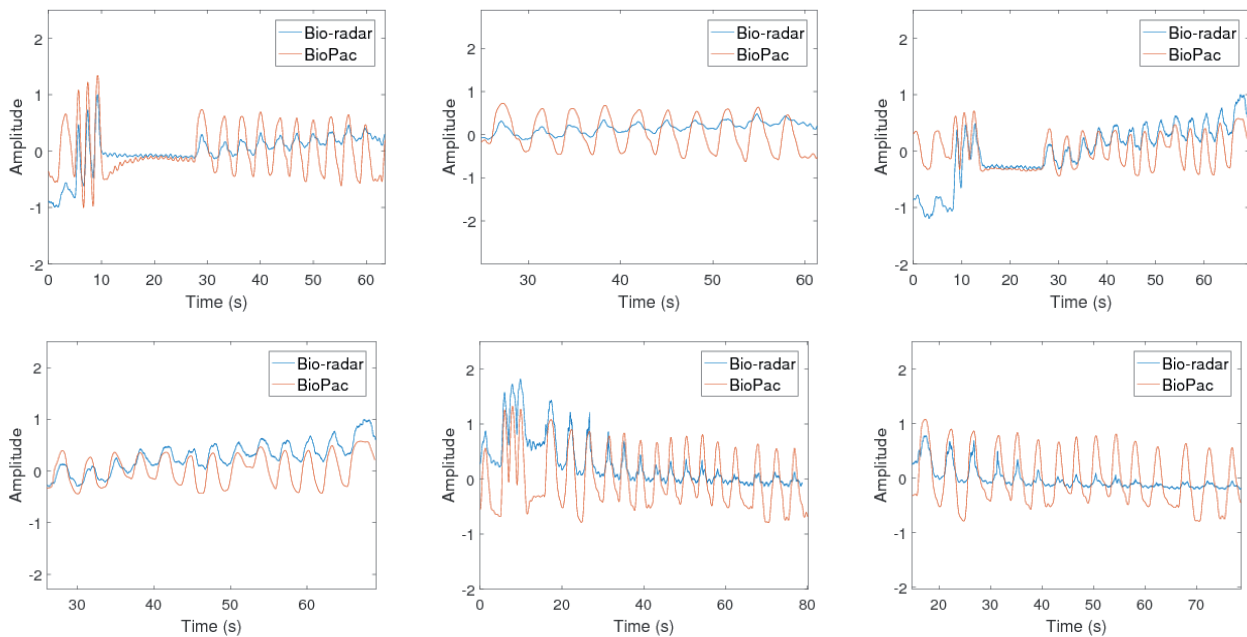 2
1
0
-1
-2
Amplitude
Bio-radar
BioPac
0 10 20 30 40 50 60
Time (s)
2
1
0
-1
-2
Amplitude
Bio-radar
BioPac
30 40 50 60
Time (s)
2
1
0
-1
-2
Amplitude
Bio-radar
BioPac
0 10 20 30 40 50 60
Time (s)
2
1
0
-1
-2
Amplitude
Bio-radar
BioPac
30 40 50 60
Time (s)
2
1
0
-1
-2
Amplitude
Bio-radar
BioPac
0 20 40 60 80
Time (s)
2
1
0
-1
-2
Amplitude
Bio-radar
BioPac
20 30 40 50 60 70
Time (s)